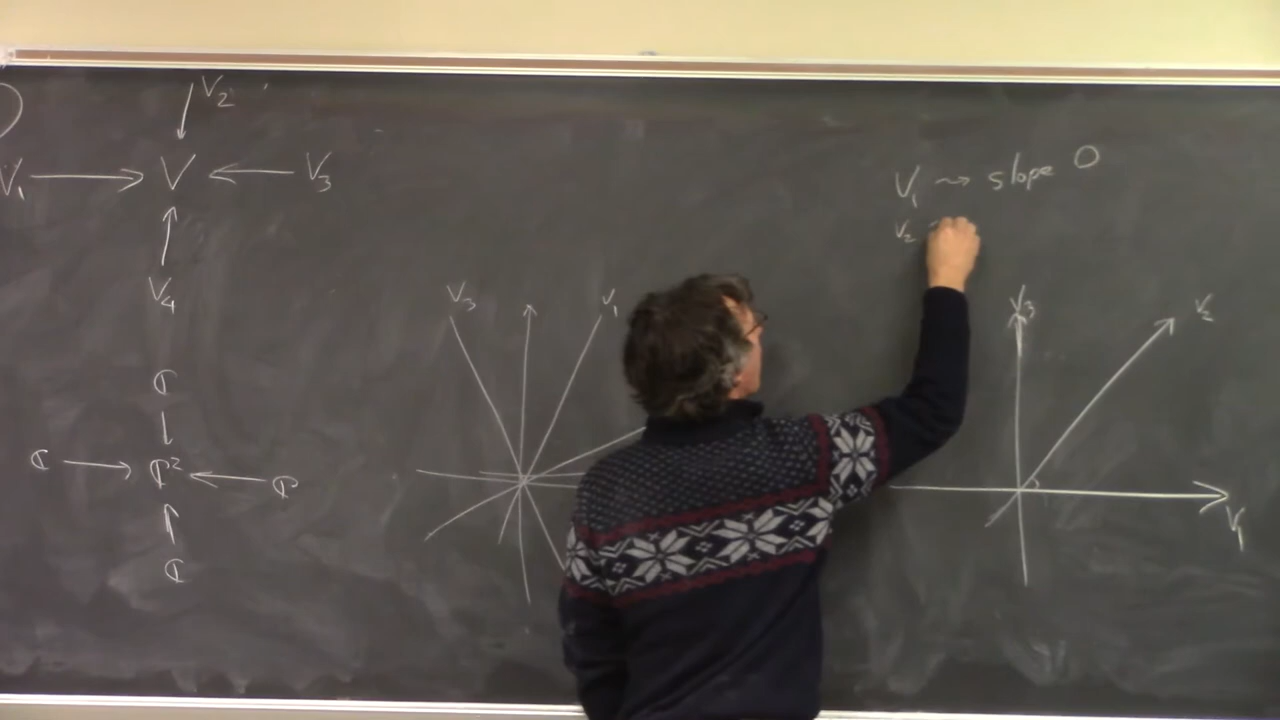 V₂
V₁ → V ← V₃
V₄
V₁ ⇝ slope 0
V₂
V₃ V₁
V₃ V₂
V₁
ℂ
ℂ → ℂ² ← ℂ
ℂ